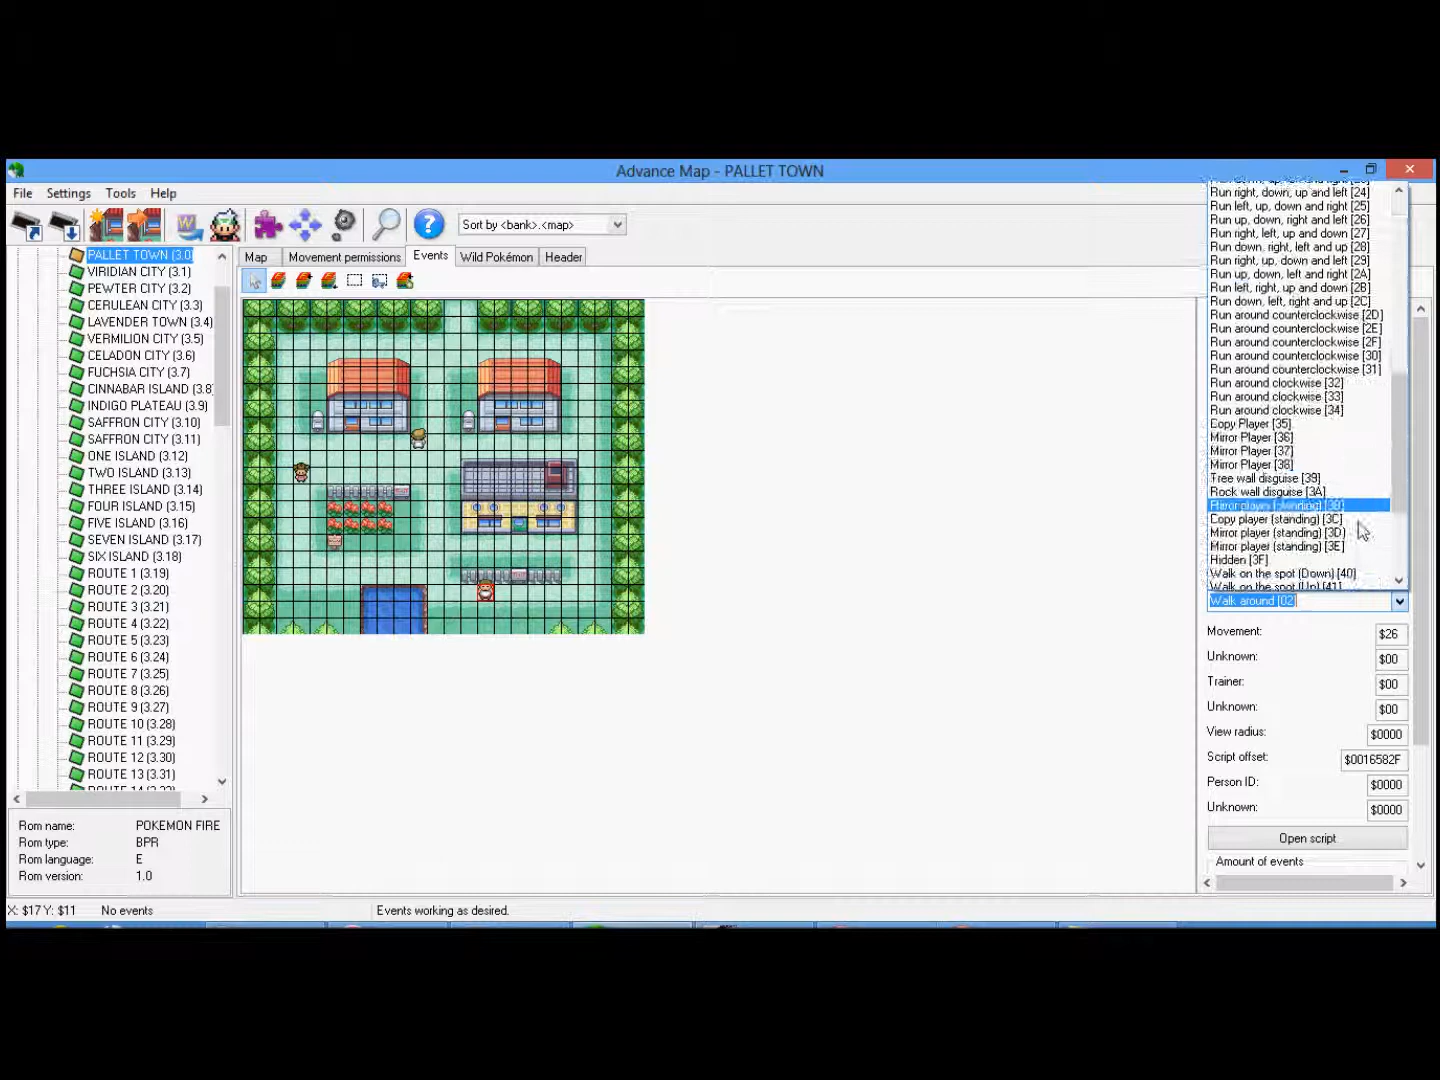 Advance Map - PALLET TOWN
File Settings Tools Help
Sort by <bank>.<map>
Map Movement permissions Events Wild Pokémon Header
PALLET TOWN (3.0)
VIRIDIAN CITY (3.1)
PEWTER CITY (3.2)
CERULEAN CITY (3.3)
LAVENDER TOWN (3.4)
VERMILION CITY (3.5)
CELADON CITY (3.6)
FUCHSIA CITY (3.7)
CINNABAR ISLAND (3.8
INDIGO PLATEAU (3.9)
SAFFRON CITY (3.10)
SAFFRON CITY (3.11)
ONE ISLAND (3.12)
TWO ISLAND (3.13)
THREE ISLAND (3.14)
FOUR ISLAND (3.15)
FIVE ISLAND (3.16)
SEVEN ISLAND (3.17)
SIX ISLAND (3.18)
ROUTE 1 (3.19)
ROUTE 2 (3.20)
ROUTE 3 (3.21)
ROUTE 4 (3.22)
ROUTE 5 (3.23)
ROUTE 6 (3.24)
ROUTE 7 (3.25)
ROUTE 8 (3.26)
ROUTE 9 (3.27)
ROUTE 10 (3.28)
ROUTE 11 (3.29)
ROUTE 12 (3.30)
ROUTE 13 (3.31)
Rom name: POKEMON FIRE
Rom type: BPR
Rom language: E
Rom version: 1.0
Run right, down, up and left [24]
Run left, up, down and right [25]
Run up, down, right and left [26]
Run right, left, up and down [27]
Run down, right, left and up [28]
Run right, up, down and left [29]
Run up, down, left and right [2A]
Run left, right, up and down [2B]
Run down, left, right and up [2C]
Run around counterclockwise [2D]
Run around counterclockwise [2E]
Run around counterclockwise [2F]
Run around counterclockwise [30]
Run around counterclockwise [31]
Run around clockwise [32]
Run around clockwise [33]
Run around clockwise [34]
Copy Player [35]
Mirror Player [36]
Mirror Player [37]
Mirror Player [38]
Tree wall disguise [39]
Rock wall disguise [3A]
Mirror player (standing) [3B]
Copy player (standing) [3C]
Mirror player (standing) [3D]
Mirror player (standing) [3E]
Hidden [3F]
Walk on the spot (Down) [40]
Walk on the spot (Up) [41]
Walk around [02]
Movement: $26
Unknown: $00
Trainer: $00
Unknown: $00
View radius: $0000
Script offset: $0016582F
Person ID: $0000
Unknown: $0000
Open script
Amount of events
X: $17 Y: $11 No events Events working as desired.